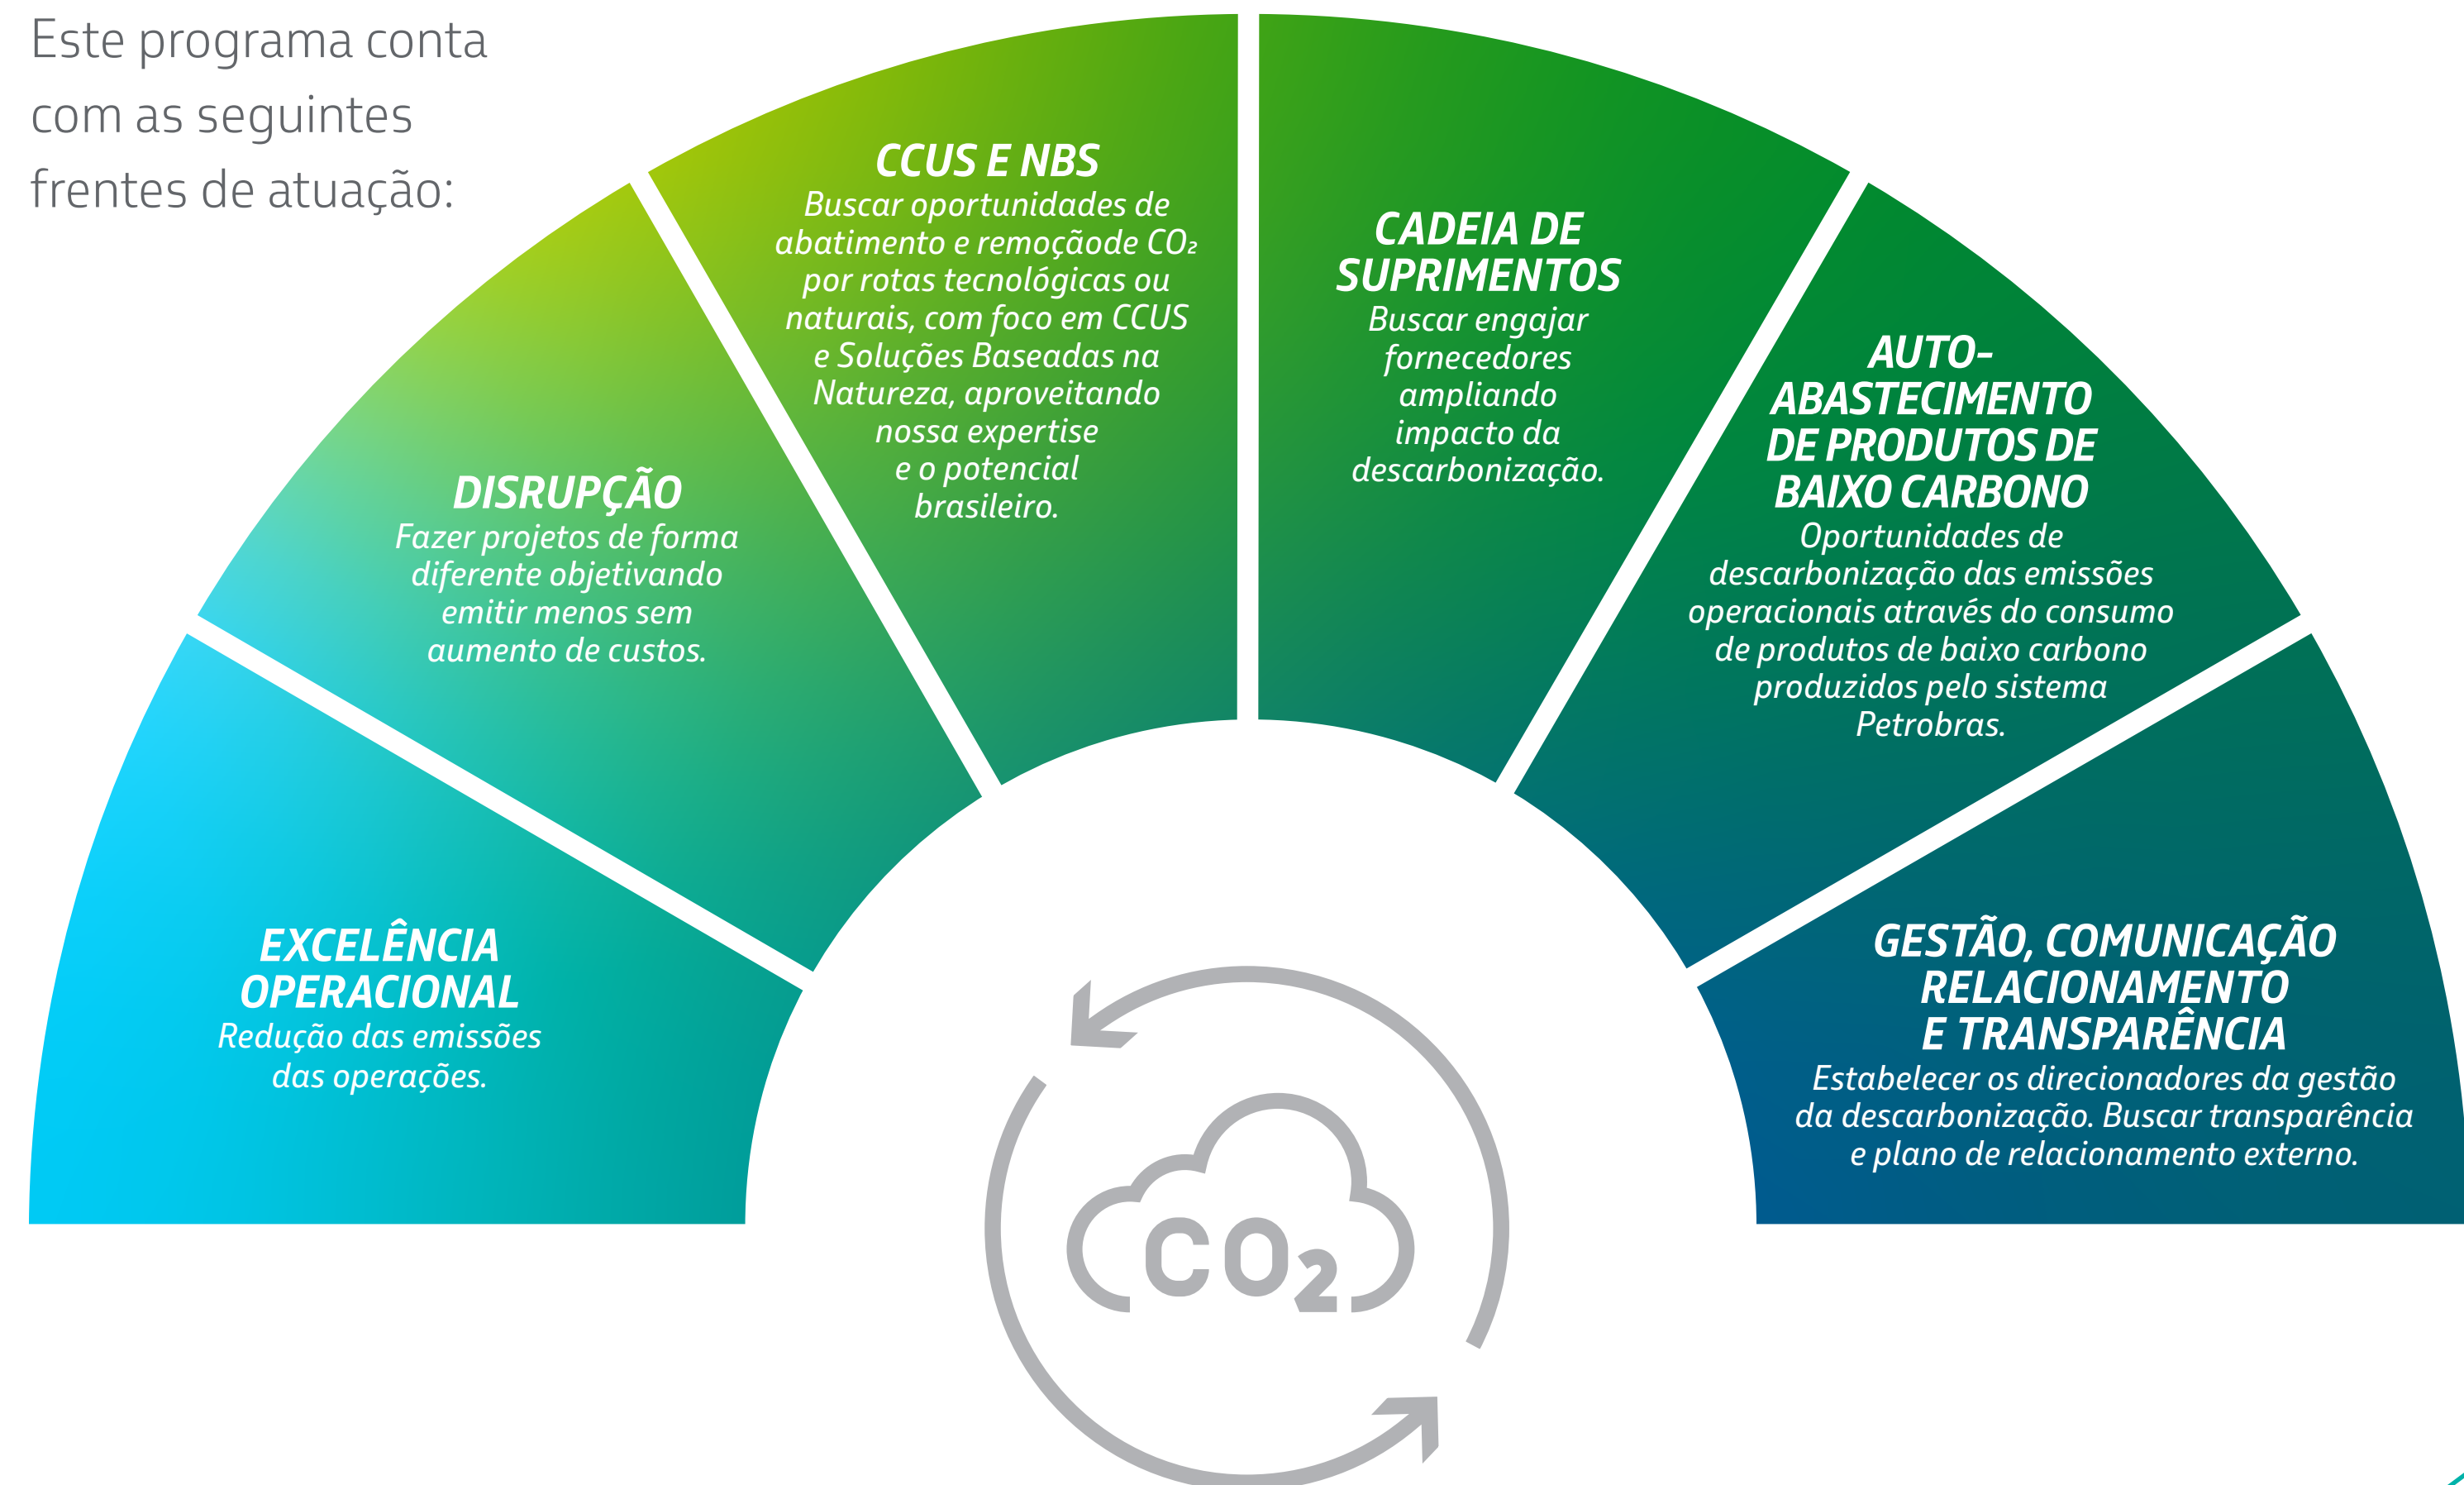 Este programa conta
com as seguintes
frentes de atuação:
EXCELÊNCIA
OPERACIONAL
Redução das emissões
das operações.
DISRUPÇÃO
Fazer projetos de forma
diferente objetivando
emitir menos sem
aumento de custos.
CCUS E NBS
Buscar oportunidades de
abatimento e remoçãode CO₂
por rotas tecnológicas ou
naturais, com foco em CCUS
e Soluções Baseadas na
Natureza, aproveitando
nossa expertise
e o potencial
brasileiro.
CADEIA DE
SUPRIMENTOS
Buscar engajar
fornecedores
ampliando
impacto da
descarbonização.
AUTO-
ABASTECIMENTO
DE PRODUTOS DE
BAIXO CARBONO
Oportunidades de
descarbonização das emissões
operacionais através do consumo
de produtos de baixo carbono
produzidos pelo sistema
Petrobras.
GESTÃO, COMUNICAÇÃO
RELACIONAMENTO
E TRANSPARÊNCIA
Estabelecer os direcionadores da gestão
da descarbonização. Buscar transparência
e plano de relacionamento externo.
CO₂